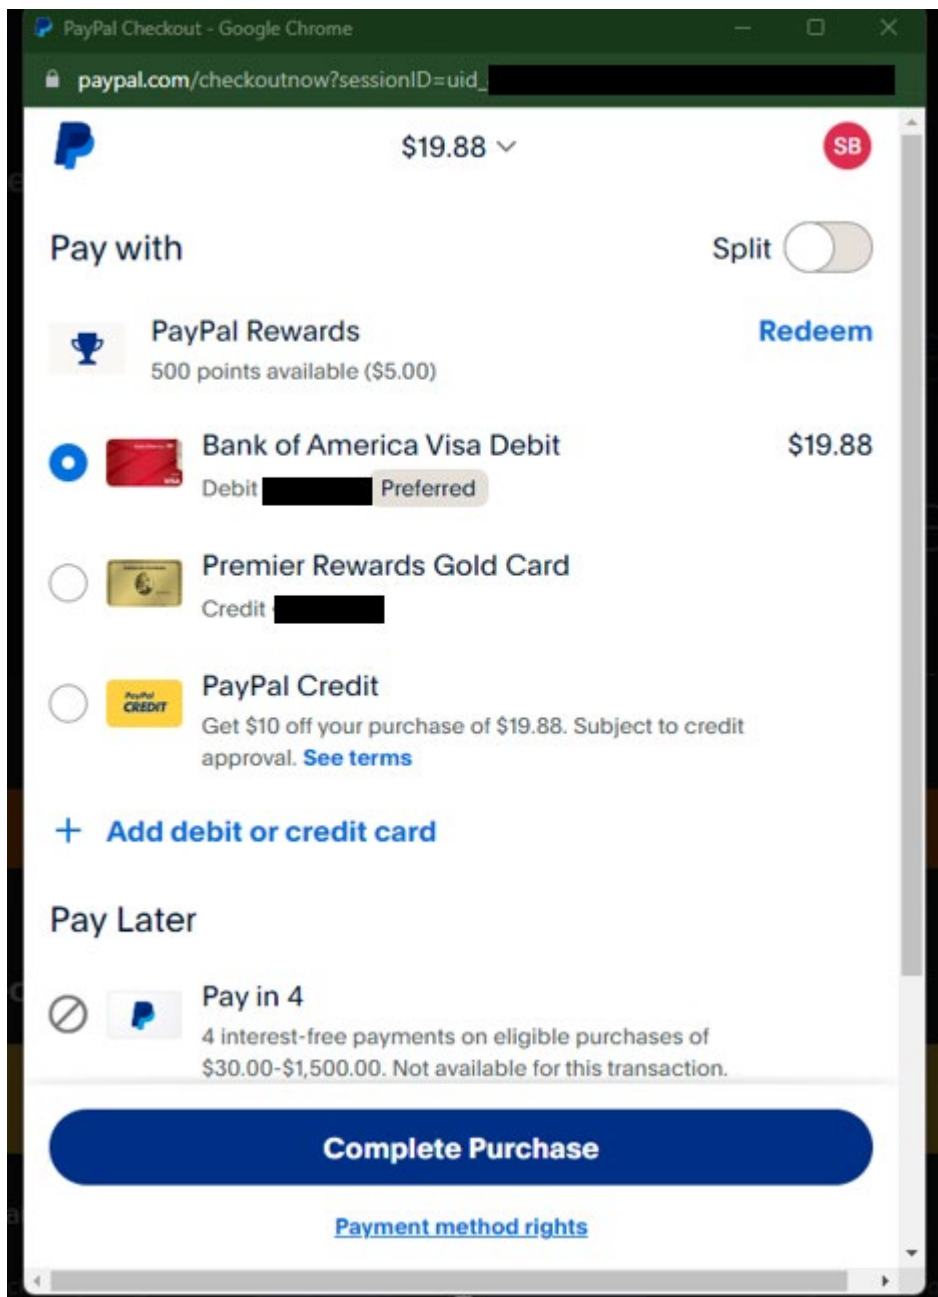 PayPal Checkout - Google Chrome
paypal.com/checkoutnow?sessionID=uid_
$19.88
SB
Pay with
Split
PayPal Rewards
Redeem
500 points available ($5.00)
Bank of America Visa Debit
$19.88
Debit
Preferred
Premier Rewards Gold Card
Credit
PayPal
CREDIT
PayPal Credit
Get $10 off your purchase of $19.88. Subject to credit
approval. See terms
+ Add debit or credit card
Pay Later
Pay in 4
4 interest-free payments on eligible purchases of
$30.00-$1,500.00. Not available for this transaction.
Complete Purchase
Payment method rights